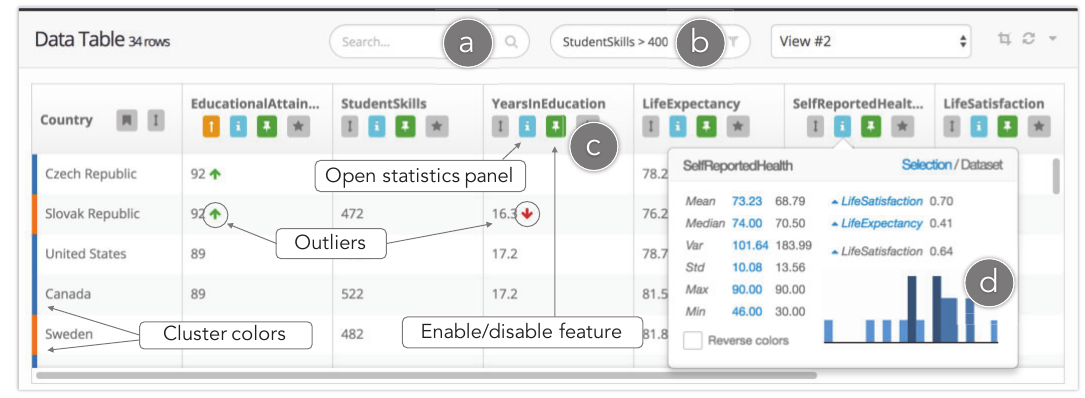 Data Table 34 rows
Search...
a
StudentSkills > 400
b
View #2
Country
EducationalAttain...
StudentSkills
YearsInEducation
LifeExpectancy
SelfReportedHealt...
LifeSatisfaction
c
Czech Republic 92 78.2
Open statistics panel
Slovak Republic 92 472 16.3 76.2
Outliers
United States 89 17.2 78.7
Canada 89 522 17.2 81.5
Sweden 482 81.8
Cluster colors
Enable/disable feature
SelfReportedHealth Selection / Dataset
Mean 73.23 68.79 LifeSatisfaction 0.70
Median 74.00 70.50 LifeExpectancy 0.41
Var 101.64 183.99
LifeSatisfaction 0.64
Std 10.08 13.56
Max 90.00 90.00
Min 46.00 30.00
d
Reverse colors